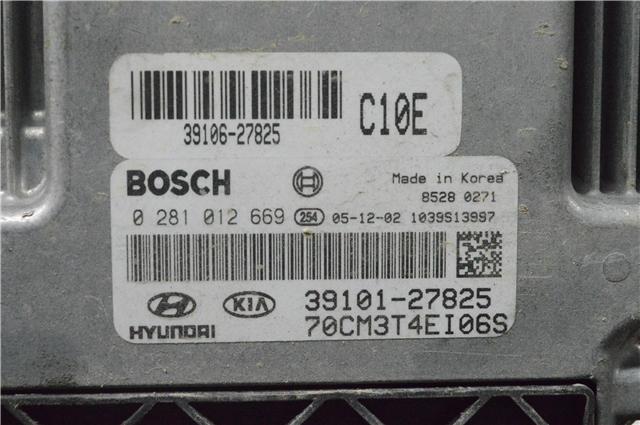 39106-27825
C10E
BOSCH
Made in Korea
8528 0271
0 281 012 669 254 05-12-02 1039S13997
39101-27825
HYUNDAI KIA
70CM3T4EI06S